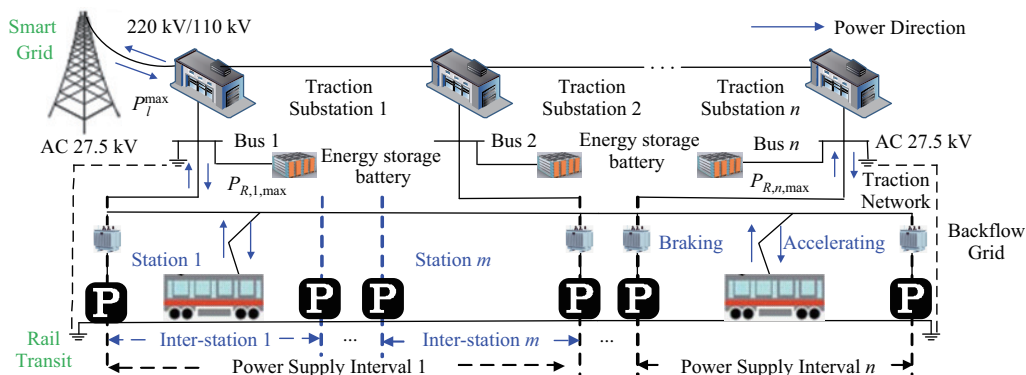 Smart
Grid
220 kV/110 kV
Power Direction
P_l^max
Traction
Substation 1
Traction
Substation 2
. . .
Traction
Substation n
AC 27.5 kV
Bus 1
Energy storage
battery
Bus 2
Energy storage
battery
Bus n
AC 27.5 kV
P_{R,1,max}
P_{R,n,max}
Traction
Network
Station 1
Station m
Braking
Accelerating
Backflow
Grid
P
P
P
P
P
P
Rail
Transit
Inter-station 1
...
Inter-station m
...
Power Supply Interval 1
Power Supply Interval n